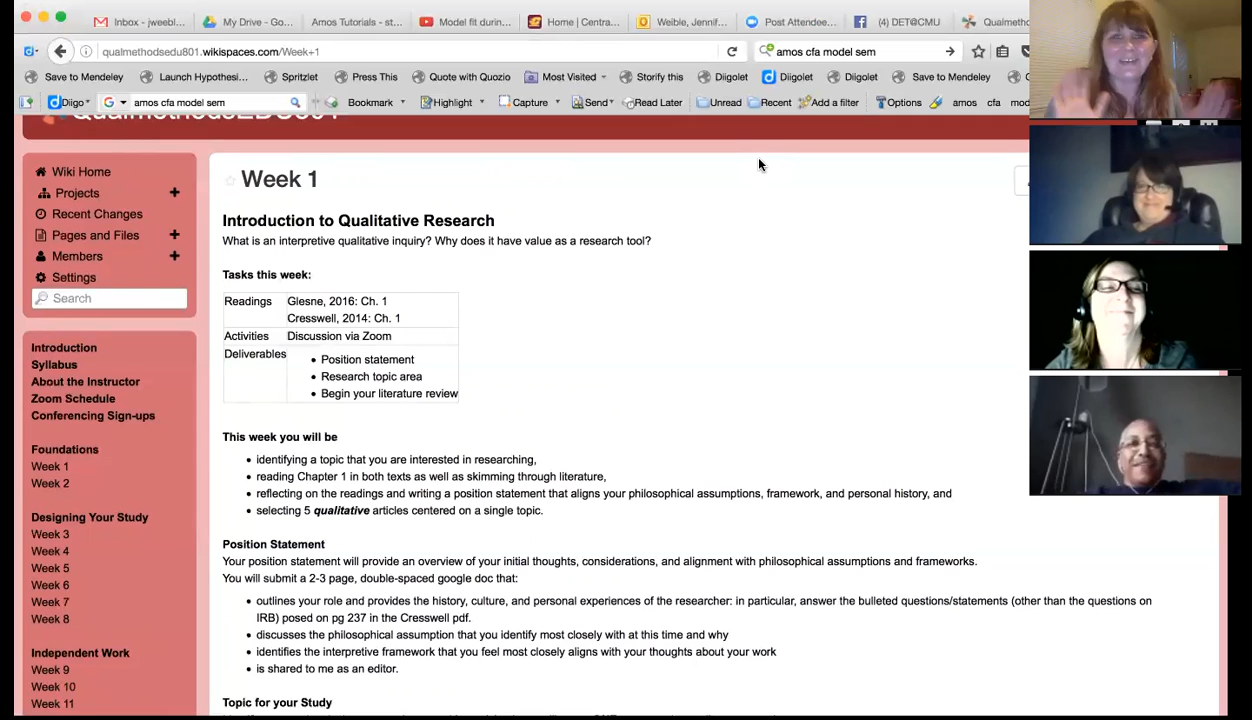 Inbox - jweebl...
My Drive - Go...
Amos Tutorials - st...
Model fit durin...
Home | Centra...
Weible, Jennif...
Post Attendee...
(4) DET@CMU
Qualmetho
qualmethodsedu801.wikispaces.com/Week+1
amos cfa model sem
Save to Mendeley
Launch Hypothesi...
Spritzlet
Press This
Quote with Quozio
Most Visited
Storify this
Diigolet
Diigolet
Diigolet
Save to Mendeley
Diigo
amos cfa model sem
Bookmark
Highlight
Capture
Send
Read Later
Unread
Recent
Add a filter
Options
amos
cfa
mod
QualmethodsEDU801
Wiki Home
Projects
Recent Changes
Pages and Files
Members
Settings
Search
Introduction
Syllabus
About the Instructor
Zoom Schedule
Conferencing Sign-ups
Foundations
Week 1
Week 2
Designing Your Study
Week 3
Week 4
Week 5
Week 6
Week 7
Week 8
Independent Work
Week 9
Week 10
Week 11
Week 1
Introduction to Qualitative Research
What is an interpretive qualitative inquiry? Why does it have value as a research tool?
Tasks this week:
Readings Glesne, 2016: Ch. 1
Cresswell, 2014: Ch. 1
Activities Discussion via Zoom
Deliverables • Position statement
• Research topic area
• Begin your literature review
This week you will be
• identifying a topic that you are interested in researching,
• reading Chapter 1 in both texts as well as skimming through literature,
• reflecting on the readings and writing a position statement that aligns your philosophical assumptions, framework, and personal history, and
• selecting 5 qualitative articles centered on a single topic.
Position Statement
Your position statement will provide an overview of your initial thoughts, considerations, and alignment with philosophical assumptions and frameworks.
You will submit a 2-3 page, double-spaced google doc that:
• outlines your role and provides the history, culture, and personal experiences of the researcher: in particular, answer the bulleted questions/statements (other than the questions on
IRB) posed on pg 237 in the Cresswell pdf.
• discusses the philosophical assumption that you identify most closely with at this time and why
• identifies the interpretive framework that you feel most closely aligns with your thoughts about your work
• is shared to me as an editor.
Topic for your Study